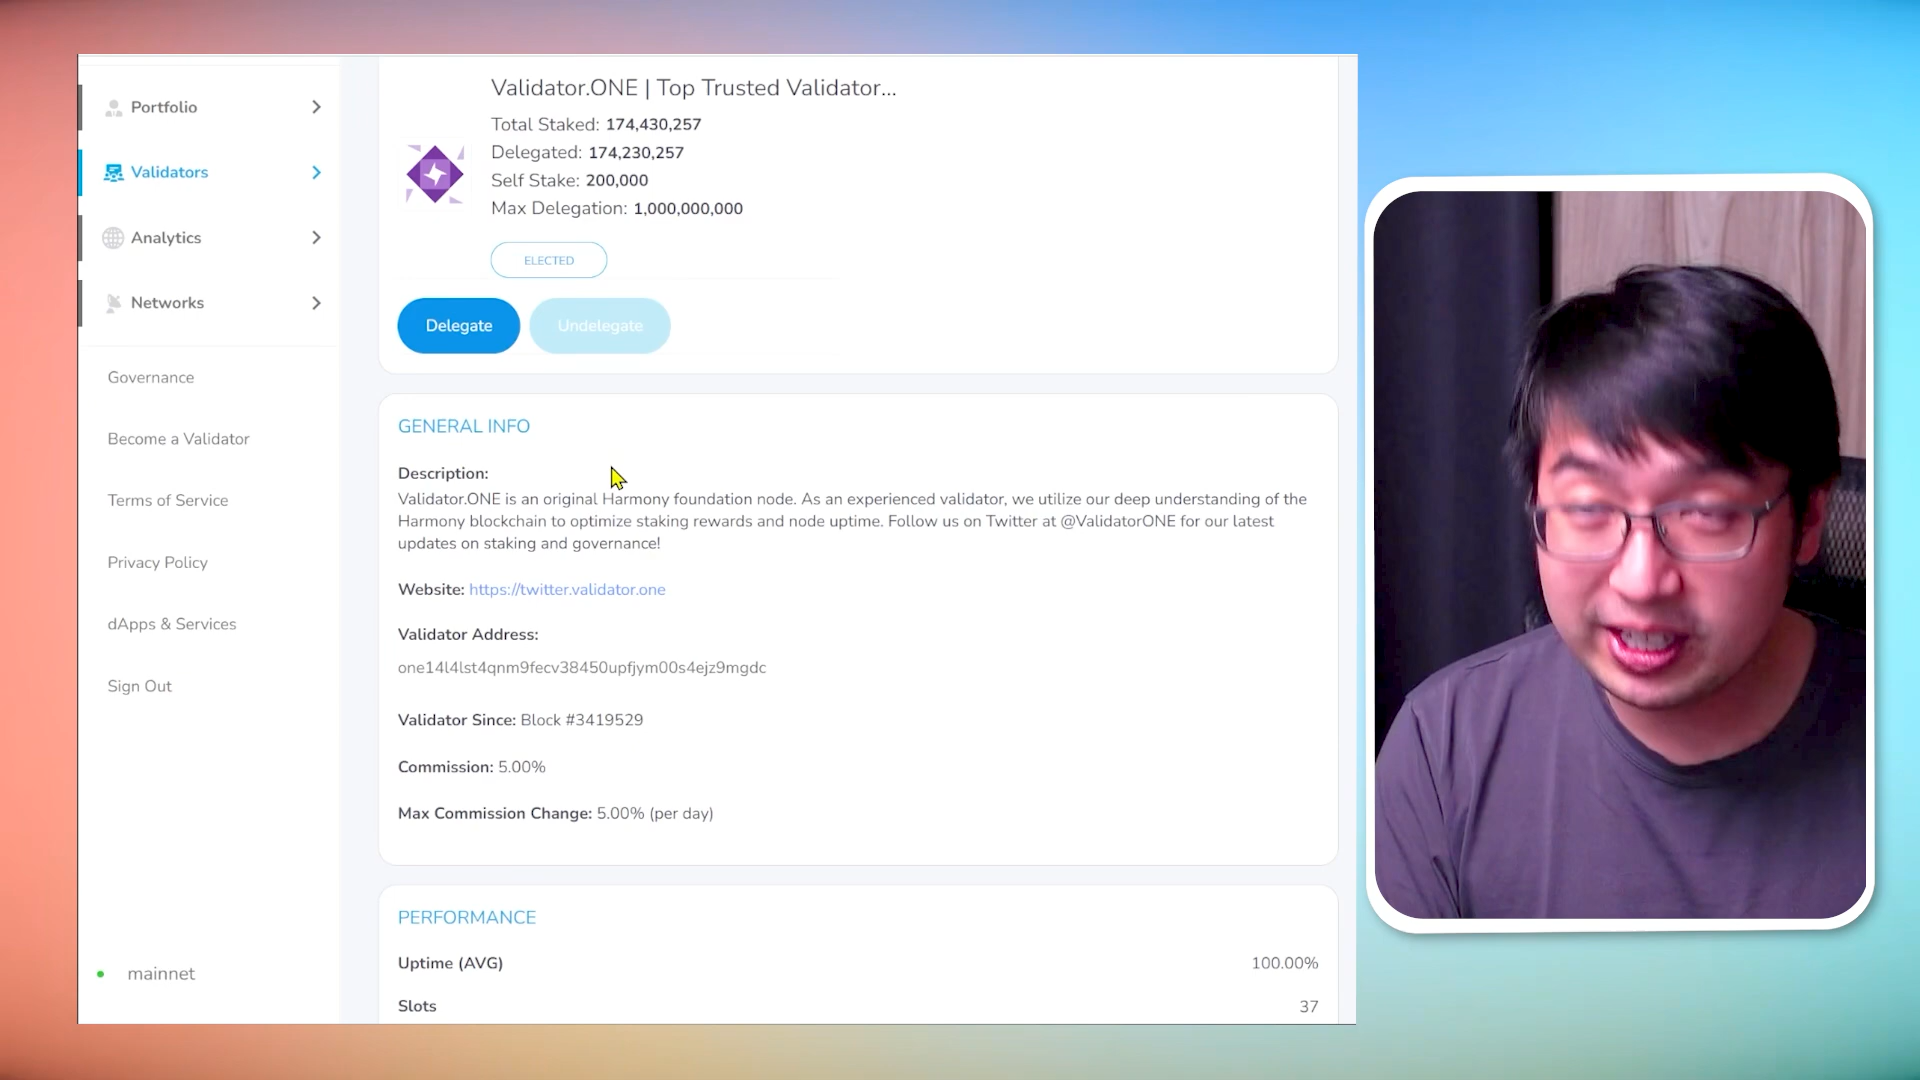 Portfolio
Validators
Analytics
Networks
Governance
Become a Validator
Terms of Service
Privacy Policy
dApps & Services
Sign Out
mainnet
Validator.ONE | Top Trusted Validator...
Total Staked: 174,430,257
Delegated: 174,230,257
Self Stake: 200,000
Max Delegation: 1,000,000,000
ELECTED
Delegate
Undelegate
GENERAL INFO
Description:
Validator.ONE is an original Harmony foundation node. As an experienced validator, we utilize our deep understanding of the
Harmony blockchain to optimize staking rewards and node uptime. Follow us on Twitter at @ValidatorONE for our latest
updates on staking and governance!
Website: https://twitter.validator.one
Validator Address:
one14l4lst4qnm9fecv38450upfjym00s4ejz9mgdc
Validator Since: Block #3419529
Commission: 5.00%
Max Commission Change: 5.00% (per day)
PERFORMANCE
Uptime (AVG) 100.00%
Slots 37